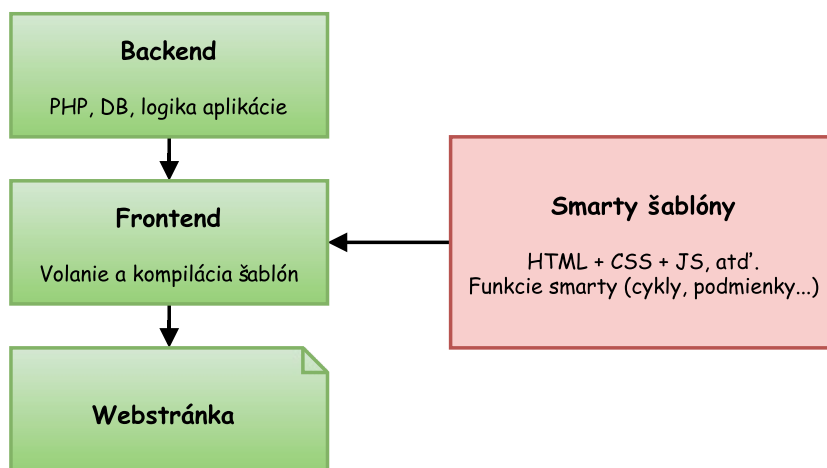 Backend
PHP, DB, logika aplikácie
Frontend
Volanie a kompilácia šablón
Smarty šablóny
HTML + CSS + JS, atď.
Funkcie smarty (cykly, podmienky...)
Webstránka